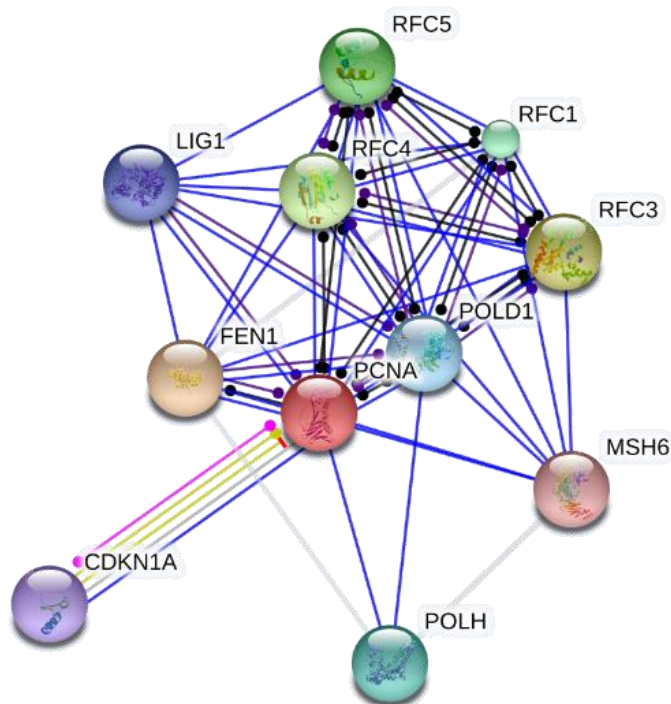 RFC5
RFC1
LIG1
RFC4
RFC3
FEN1
POLD1
PCNA
MSH6
CDKN1A
POLH